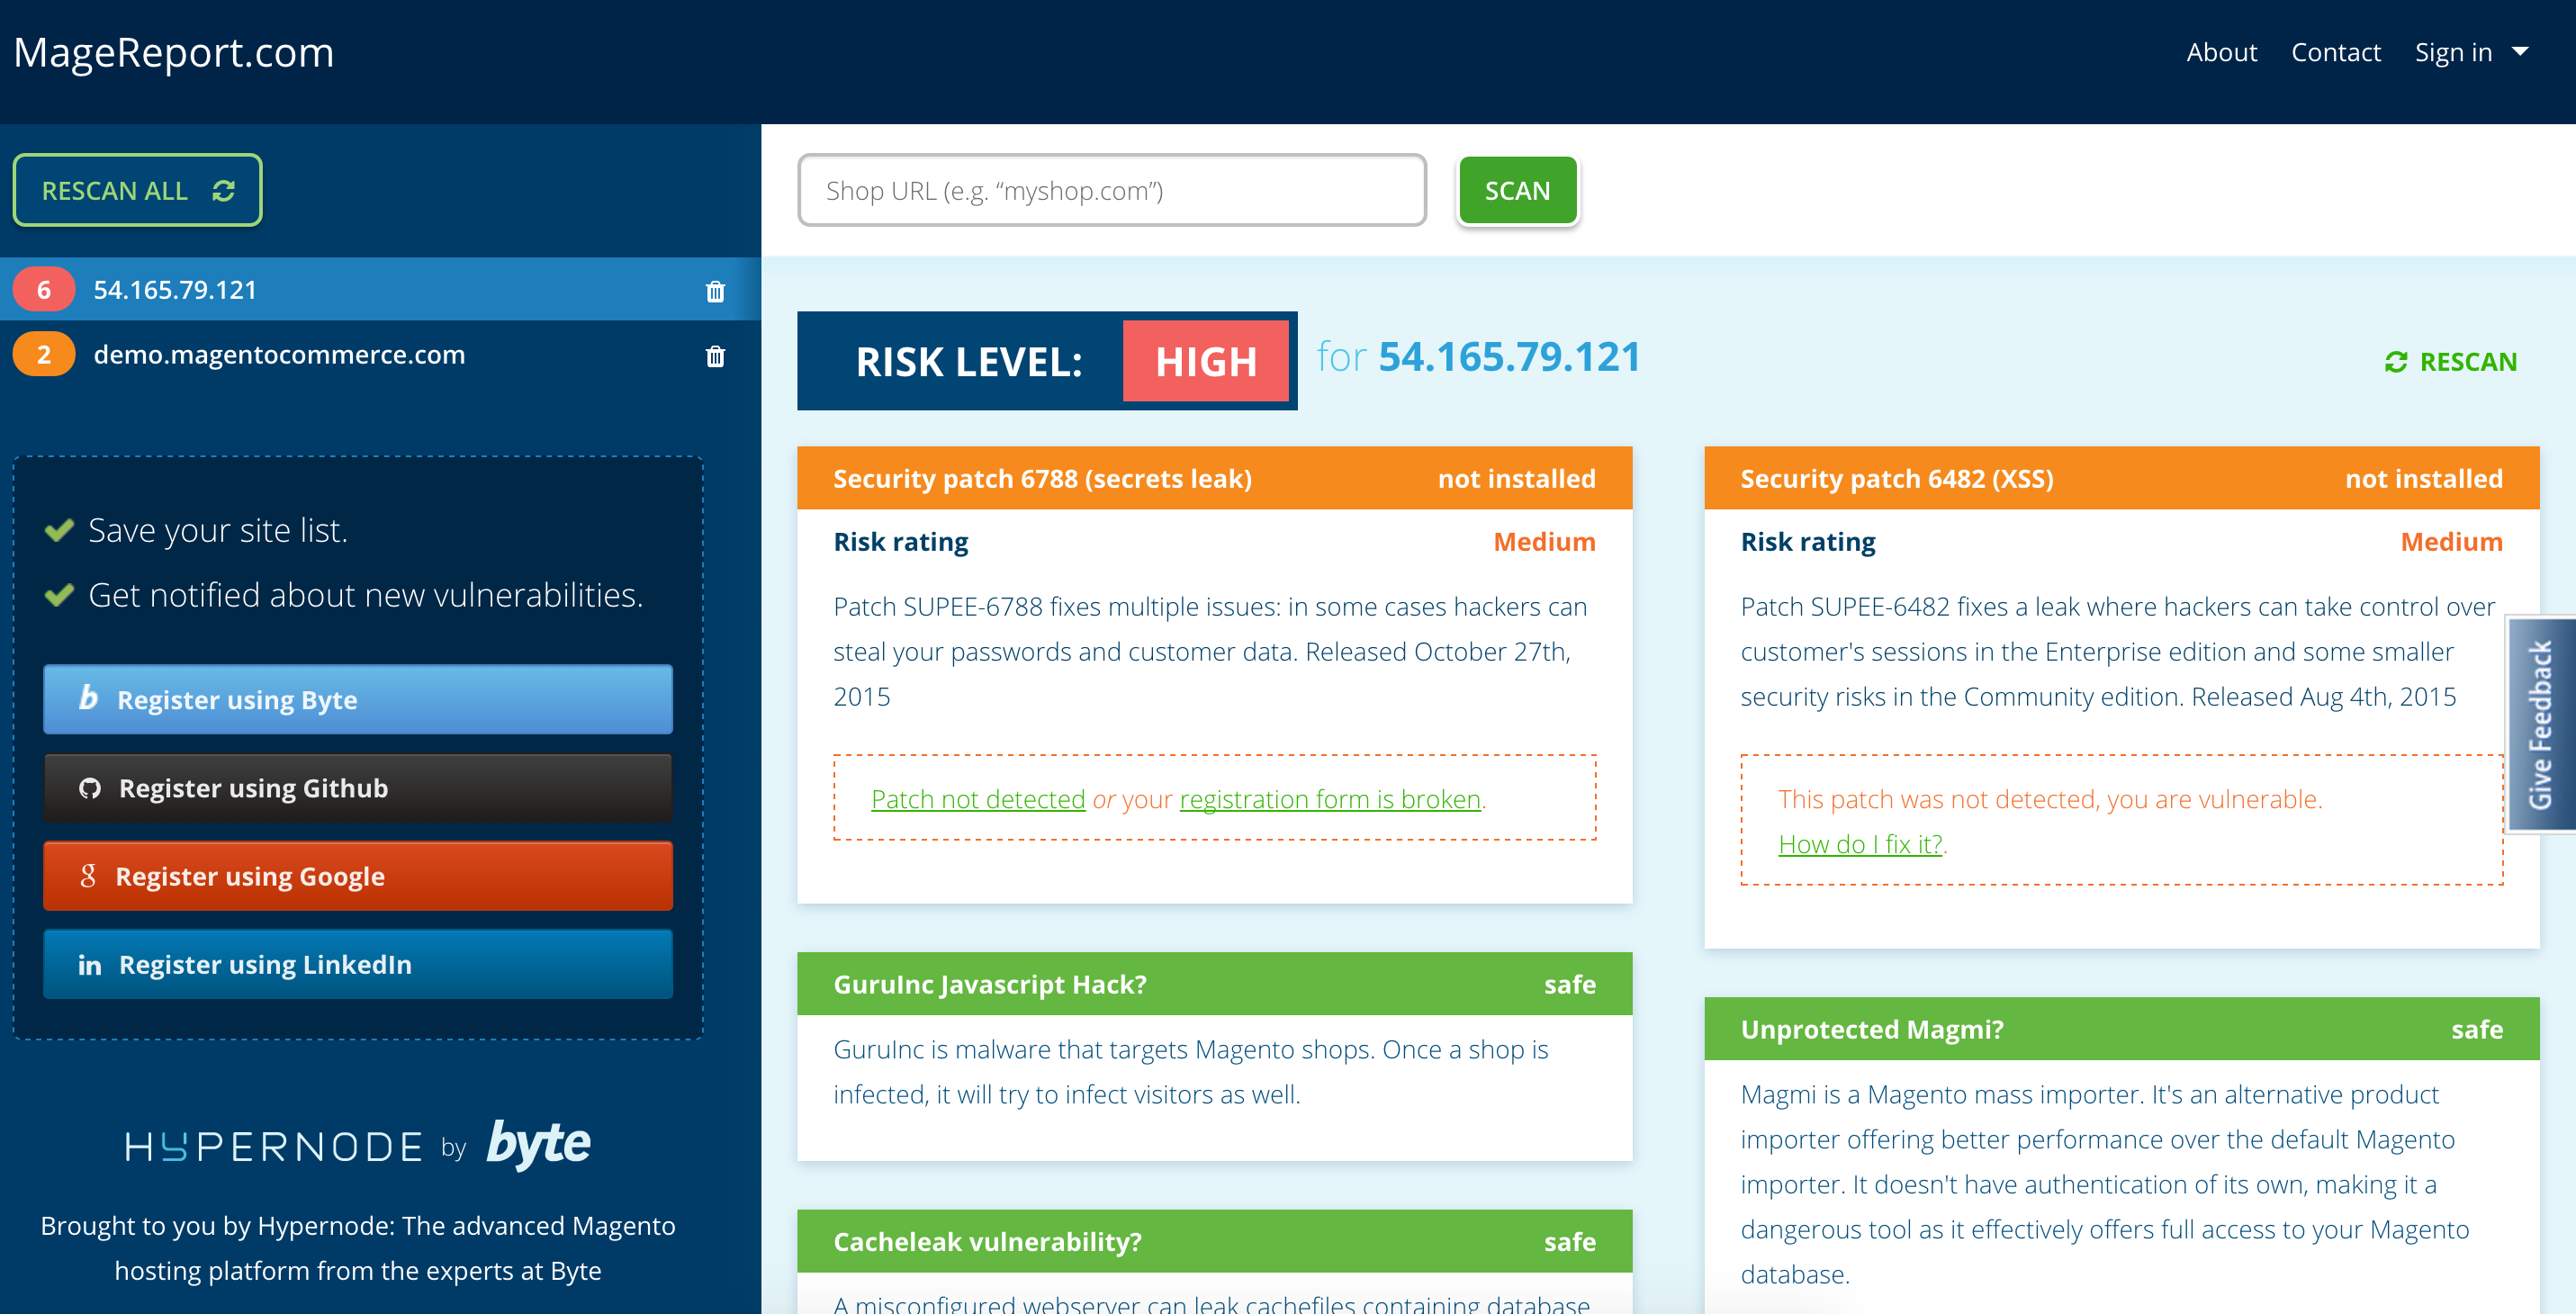 MageReport.com
About Contact Sign in
RESCAN ALL
6 54.165.79.121
2 demo.magentocommerce.com
Save your site list.
Get notified about new vulnerabilities.
b Register using Byte
Register using Github
g Register using Google
in Register using LinkedIn
HYPERNODE by byte
Brought to you by Hypernode: The advanced Magento
hosting platform from the experts at Byte
Shop URL (e.g. “myshop.com”)
SCAN
RISK LEVEL: HIGH for 54.165.79.121
RESCAN
Security patch 6788 (secrets leak) not installed
Risk rating Medium
Patch SUPEE-6788 fixes multiple issues: in some cases hackers can
steal your passwords and customer data. Released October 27th,
2015
Patch not detected or your registration form is broken.
GuruInc Javascript Hack? safe
GuruInc is malware that targets Magento shops. Once a shop is
infected, it will try to infect visitors as well.
Cacheleak vulnerability? safe
A misconfigured webserver can leak cachefiles containing database
Security patch 6482 (XSS) not installed
Risk rating Medium
Patch SUPEE-6482 fixes a leak where hackers can take control over
customer's sessions in the Enterprise edition and some smaller
security risks in the Community edition. Released Aug 4th, 2015
This patch was not detected, you are vulnerable.
How do I fix it?.
Unprotected Magmi? safe
Magmi is a Magento mass importer. It's an alternative product
importer offering better performance over the default Magento
importer. It doesn't have authentication of its own, making it a
dangerous tool as it effectively offers full access to your Magento
database.
Give Feedback